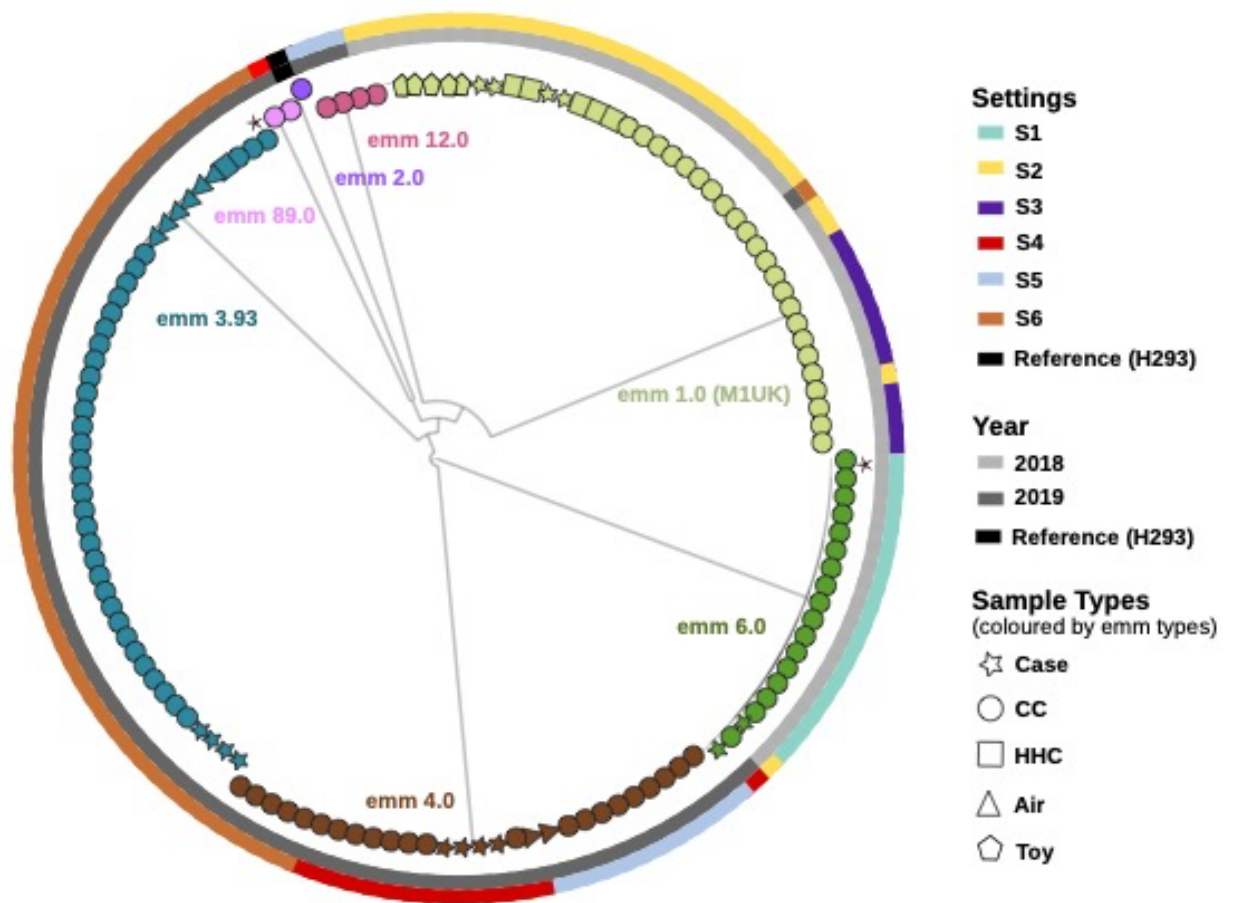 emm 12.0
emm 2.0
emm 89.0
emm 3.93
emm 1.0 (M1UK)
emm 6.0
emm 4.0
Settings
S1
S2
S3
S4
S5
S6
Reference (H293)
Year
2018
2019
Reference (H293)
Sample Types
(coloured by emm types)
Case
CC
HHC
Air
Toy